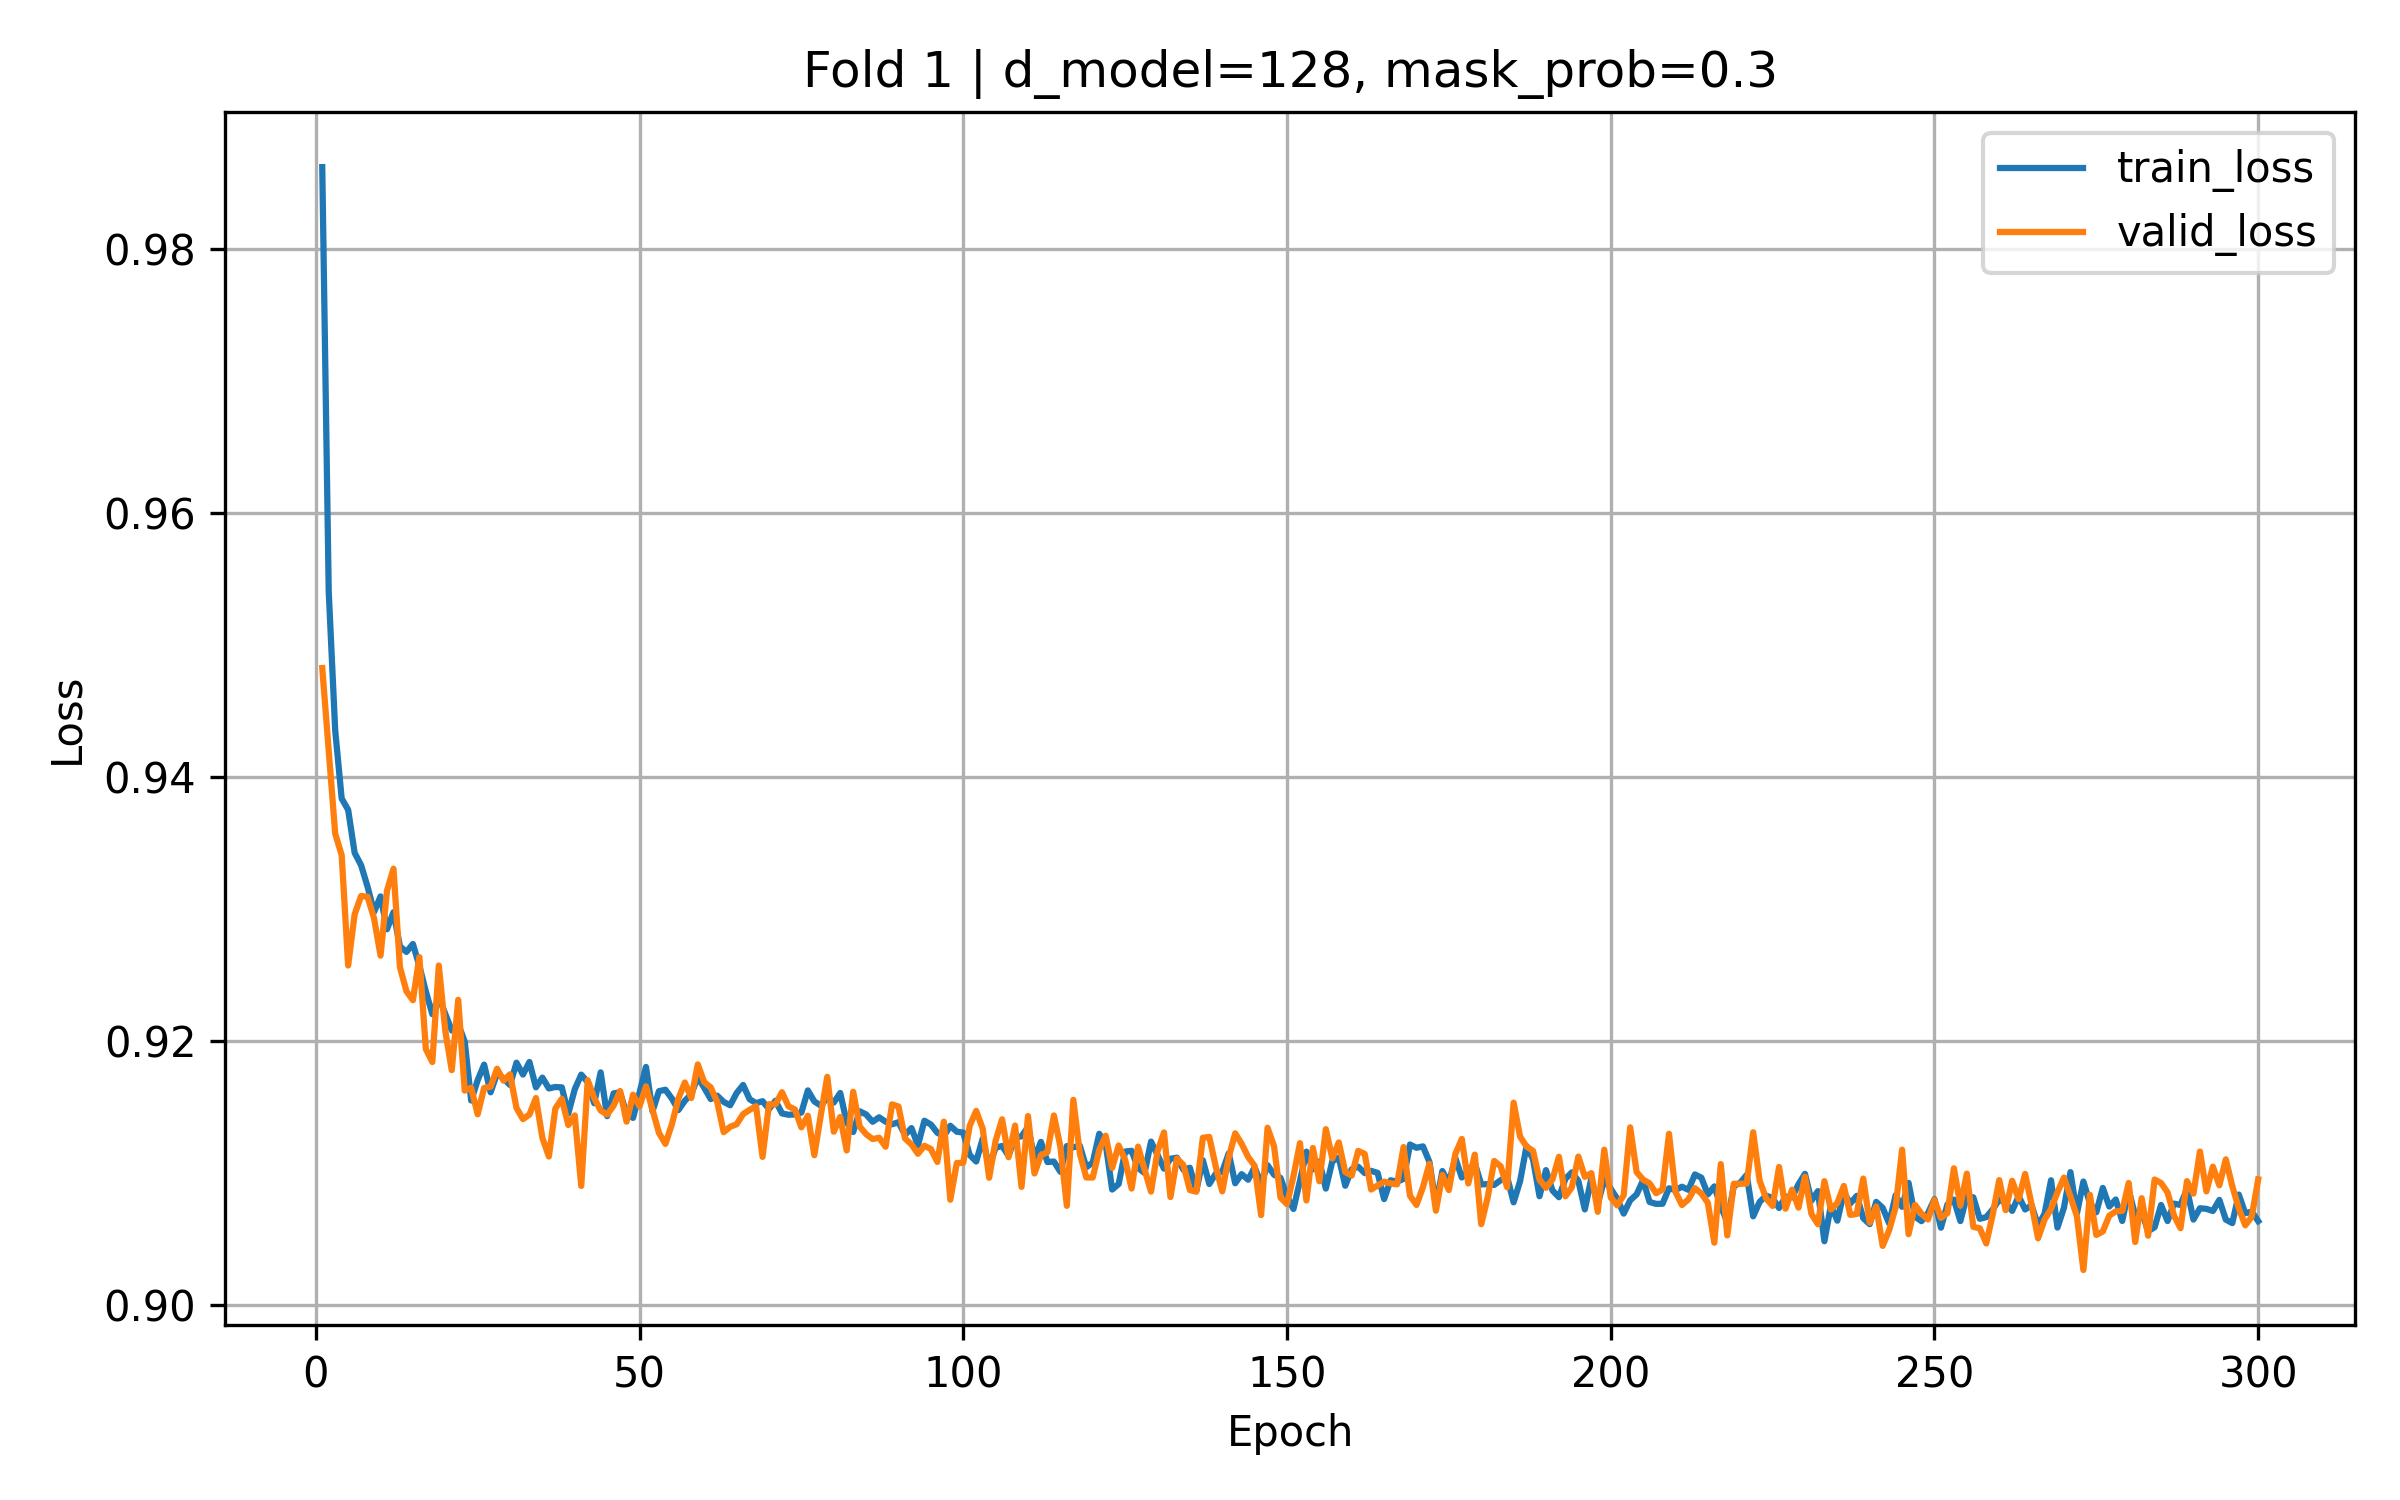 Fold 1 | d_model=128, mask_prob=0.3
train_loss
valid_loss
0.98
0.96
0.94
0.92
0.90
Loss
0 50 100 150 200 250 300
Epoch